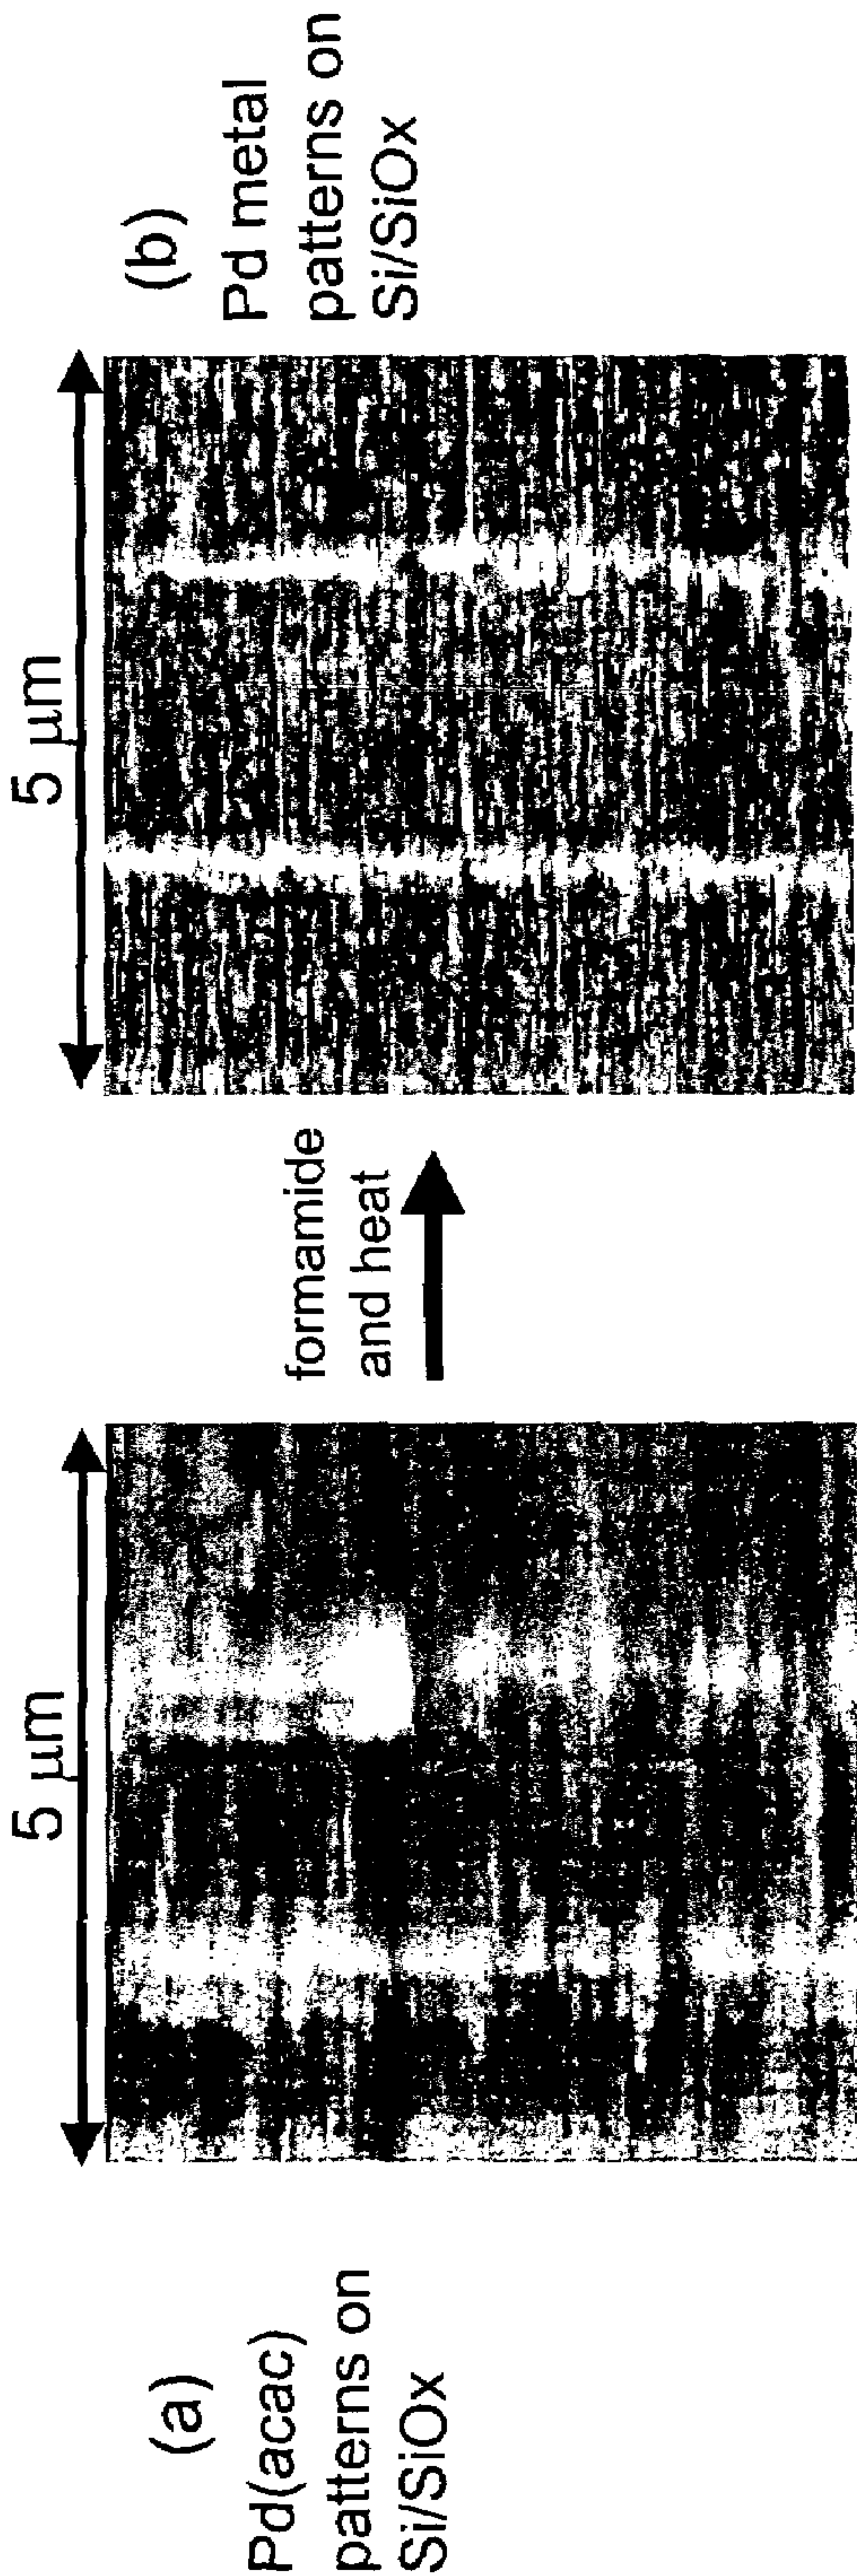 (a)
Pd(acac)
patterns on
Si/SiOx
5 μm
formamide
and heat
5 μm
(b)
Pd metal
patterns on
Si/SiOx